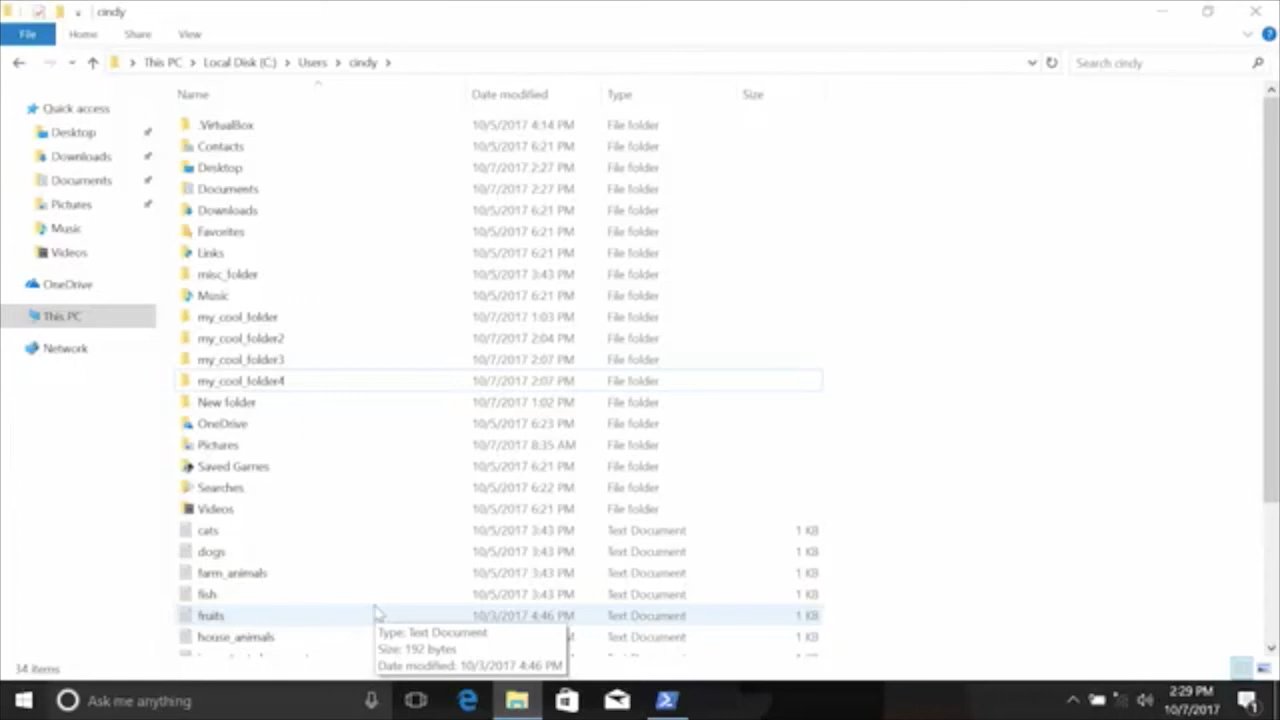 cindy
File Home Share View
This PC Local Disk (C:) Users cindy Search cindy
Name Date modified Type Size
Quick access
Desktop
Downloads
Documents
Pictures
Music
Videos
OneDrive
This PC
Network
.VirtualBox 10/5/2017 4:14 PM File folder
Contacts 10/5/2017 6:21 PM File folder
Desktop 10/7/2017 2:27 PM File folder
Documents 10/7/2017 2:27 PM File folder
Downloads 10/5/2017 6:21 PM File folder
Favorites 10/5/2017 6:21 PM File folder
Links 10/5/2017 6:21 PM File folder
misc_folder 10/5/2017 3:43 PM File folder
Music 10/5/2017 6:21 PM File folder
my_cool_folder 10/7/2017 1:03 PM File folder
my_cool_folder2 10/7/2017 2:04 PM File folder
my_cool_folder3 10/7/2017 2:07 PM File folder
my_cool_folder4 10/7/2017 2:07 PM File folder
New folder 10/7/2017 1:02 PM File folder
OneDrive 10/5/2017 6:23 PM File folder
Pictures 10/7/2017 8:35 AM File folder
Saved Games 10/5/2017 6:21 PM File folder
Searches 10/5/2017 6:22 PM File folder
Videos 10/5/2017 6:21 PM File folder
cats 10/5/2017 3:43 PM Text Document 1 KB
dogs 10/5/2017 3:43 PM Text Document 1 KB
farm_animals 10/5/2017 3:43 PM Text Document 1 KB
fish 10/5/2017 3:43 PM Text Document 1 KB
fruits 10/3/2017 4:46 PM Text Document 1 KB
house_animals Text Document 1 KB
Type: Text Document
Size: 192 bytes
Date modified: 10/3/2017 4:46 PM
34 items
Ask me anything
2:29 PM
10/7/2017